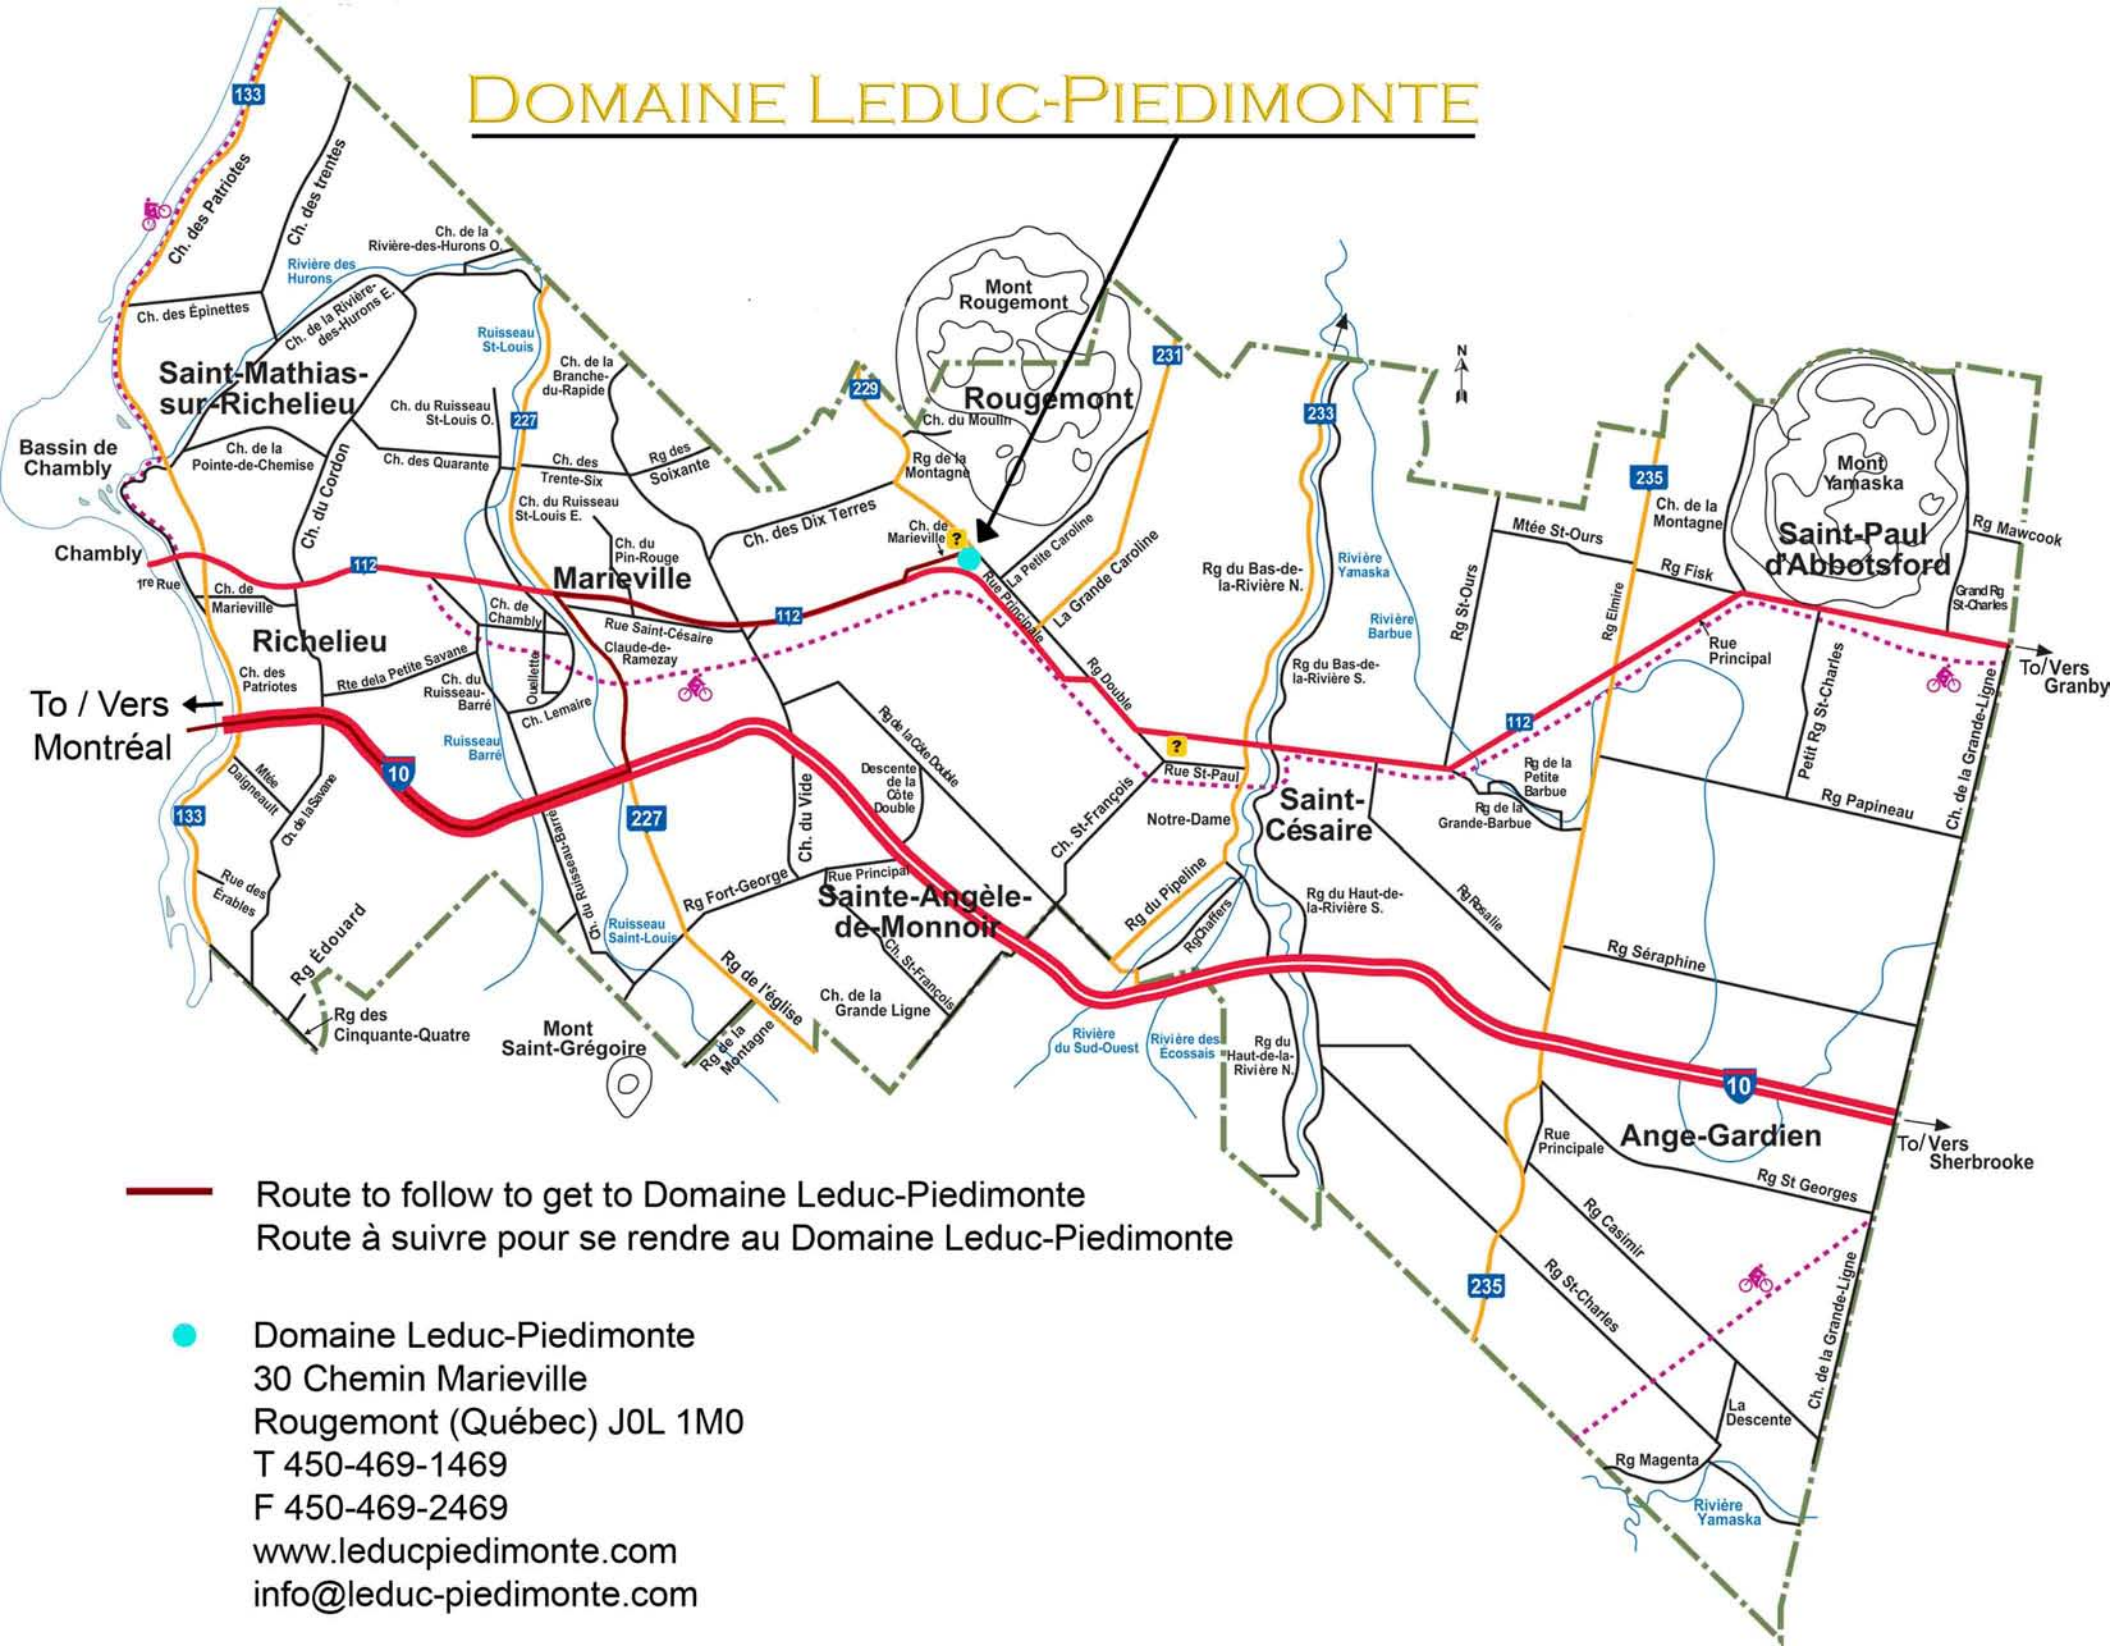 DOMAINE LEDUC-PIEDIMONTE
133
Ch. des Patriotes
Ch. des trentes
Ch. de la
Rivière-des-Hurons O.
Rivière des
Hurons
Ch. de la Rivière-
des-Hurons E.
Ch. des Épinettes
Ruisseau
St-Louis
Saint-Mathias-
sur-Richelieu
Ch. de la
Branche-
du-Rapide
Ch. du Ruisseau
St-Louis O.
227
Bassin de
Chambly
Ch. de la
Pointe-de-Chemise
Ch. du Cordon
Ch. des Quarante
Ch. des
Trente-Six
Rg des
Soixante
Ch. du Ruisseau
St-Louis E.
Ch. du
Pin-Rouge
Ch. des Dix Terres
Mont
Rougemont
229
231
Rougemont
Ch. du Moulin
Rg de la
Montagne
Ch. de
Marieville
?
La Petite Caroline
La Grande Caroline
Rue Principale
233
N
Rivière
Yamaska
Rivière
Barbue
Rg du Bas-de-
la-Rivière N.
Rg du Bas-de-
la-Rivière S.
235
Ch. de la
Montagne
Mont
Yamaska
Saint-Paul
d'Abbotsford
Rg Mawcook
Mtée St-Ours
Rg Fisk
Rg St-Ours
Rg Elmire
Grand Rg
St-Charles
To/Vers
Granby
Rue
Principal
Petit Rg St-Charles
Ch. de la Grande-Ligne
Chambly
1re Rue
112
Ch. de
Marieville
Richelieu
Marieville
Ch. de
Chambly
Rue Saint-Césaire
Claude-de-
Ramezay
112
Ouellette
Ch. des
Patriotes
Rte dela Petite Savane
Ch. du
Ruisseau-
Barré
Ch. Lemaire
Ruisseau
Barré
To / Vers
Montréal
10
Mtée
Daigneault
Ch. de la Savane
133
Rue des
Érables
Rg Édouard
Rg des
Cinquante-Quatre
Ch. du Ruisseau-Barré
227
Ruisseau
Saint-Louis
Rg Fort-George
Ch. du Vide
Descente
de la
Côte
Double
Rg de la Côte Double
Rg Double
?
Rue St-Paul
Ch. St-François
Notre-Dame
Rg du Pipeline
Rg Chaffers
Rue Principal
Sainte-Angèle-
de-Monnoir
Ch. St-François
Ch. de la
Grande Ligne
Rg de l'église
Rg de la
Montagne
Mont
Saint-Grégoire
Saint-
Césaire
112
Rg de la
Petite
Barbue
Rg de la
Grande-Barbue
Rg Papineau
Rg du Haut-de-
la-Rivière S.
Rg Rosalie
Rg Séraphine
Rivière
du Sud-Ouest
Rivière des
Écossais
Rg du
Haut-de-la-
Rivière N.
10
Rue
Principale
Ange-Gardien
To/Vers
Sherbrooke
Rg St Georges
Rg Casimir
Rg St-Charles
235
Ch. de la Grande-Ligne
La
Descente
Rg Magenta
Rivière
Yamaska
Route to follow to get to Domaine Leduc-Piedimonte
Route à suivre pour se rendre au Domaine Leduc-Piedimonte
Domaine Leduc-Piedimonte
30 Chemin Marieville
Rougemont (Québec) J0L 1M0
T 450-469-1469
F 450-469-2469
www.leducpiedimonte.com
info@leduc-piedimonte.com